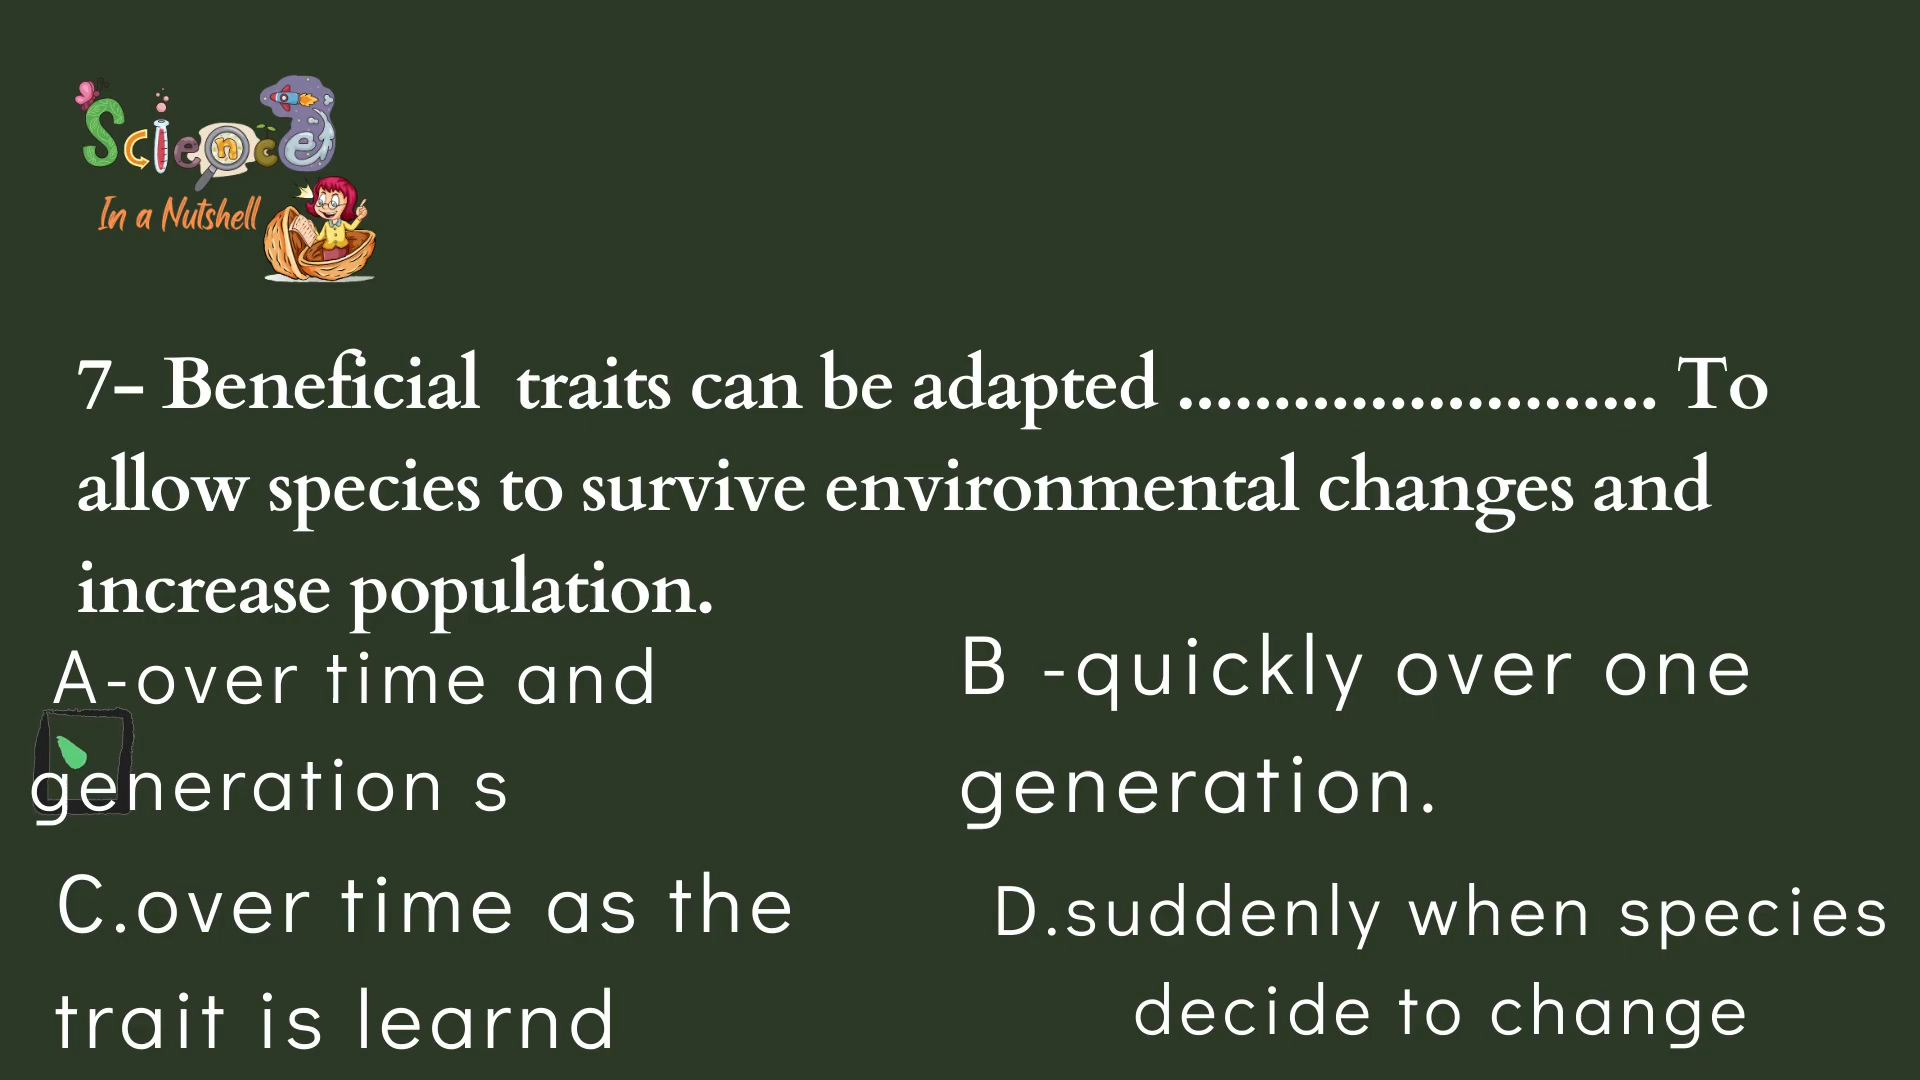 Science
In a Nutshell
7- Beneficial traits can be adapted ......................... To
allow species to survive environmental changes and
increase population.
A-over time and
generation s
B -quickly over one
generation.
C.over time as the
trait is learnd
D.suddenly when species
decide to change